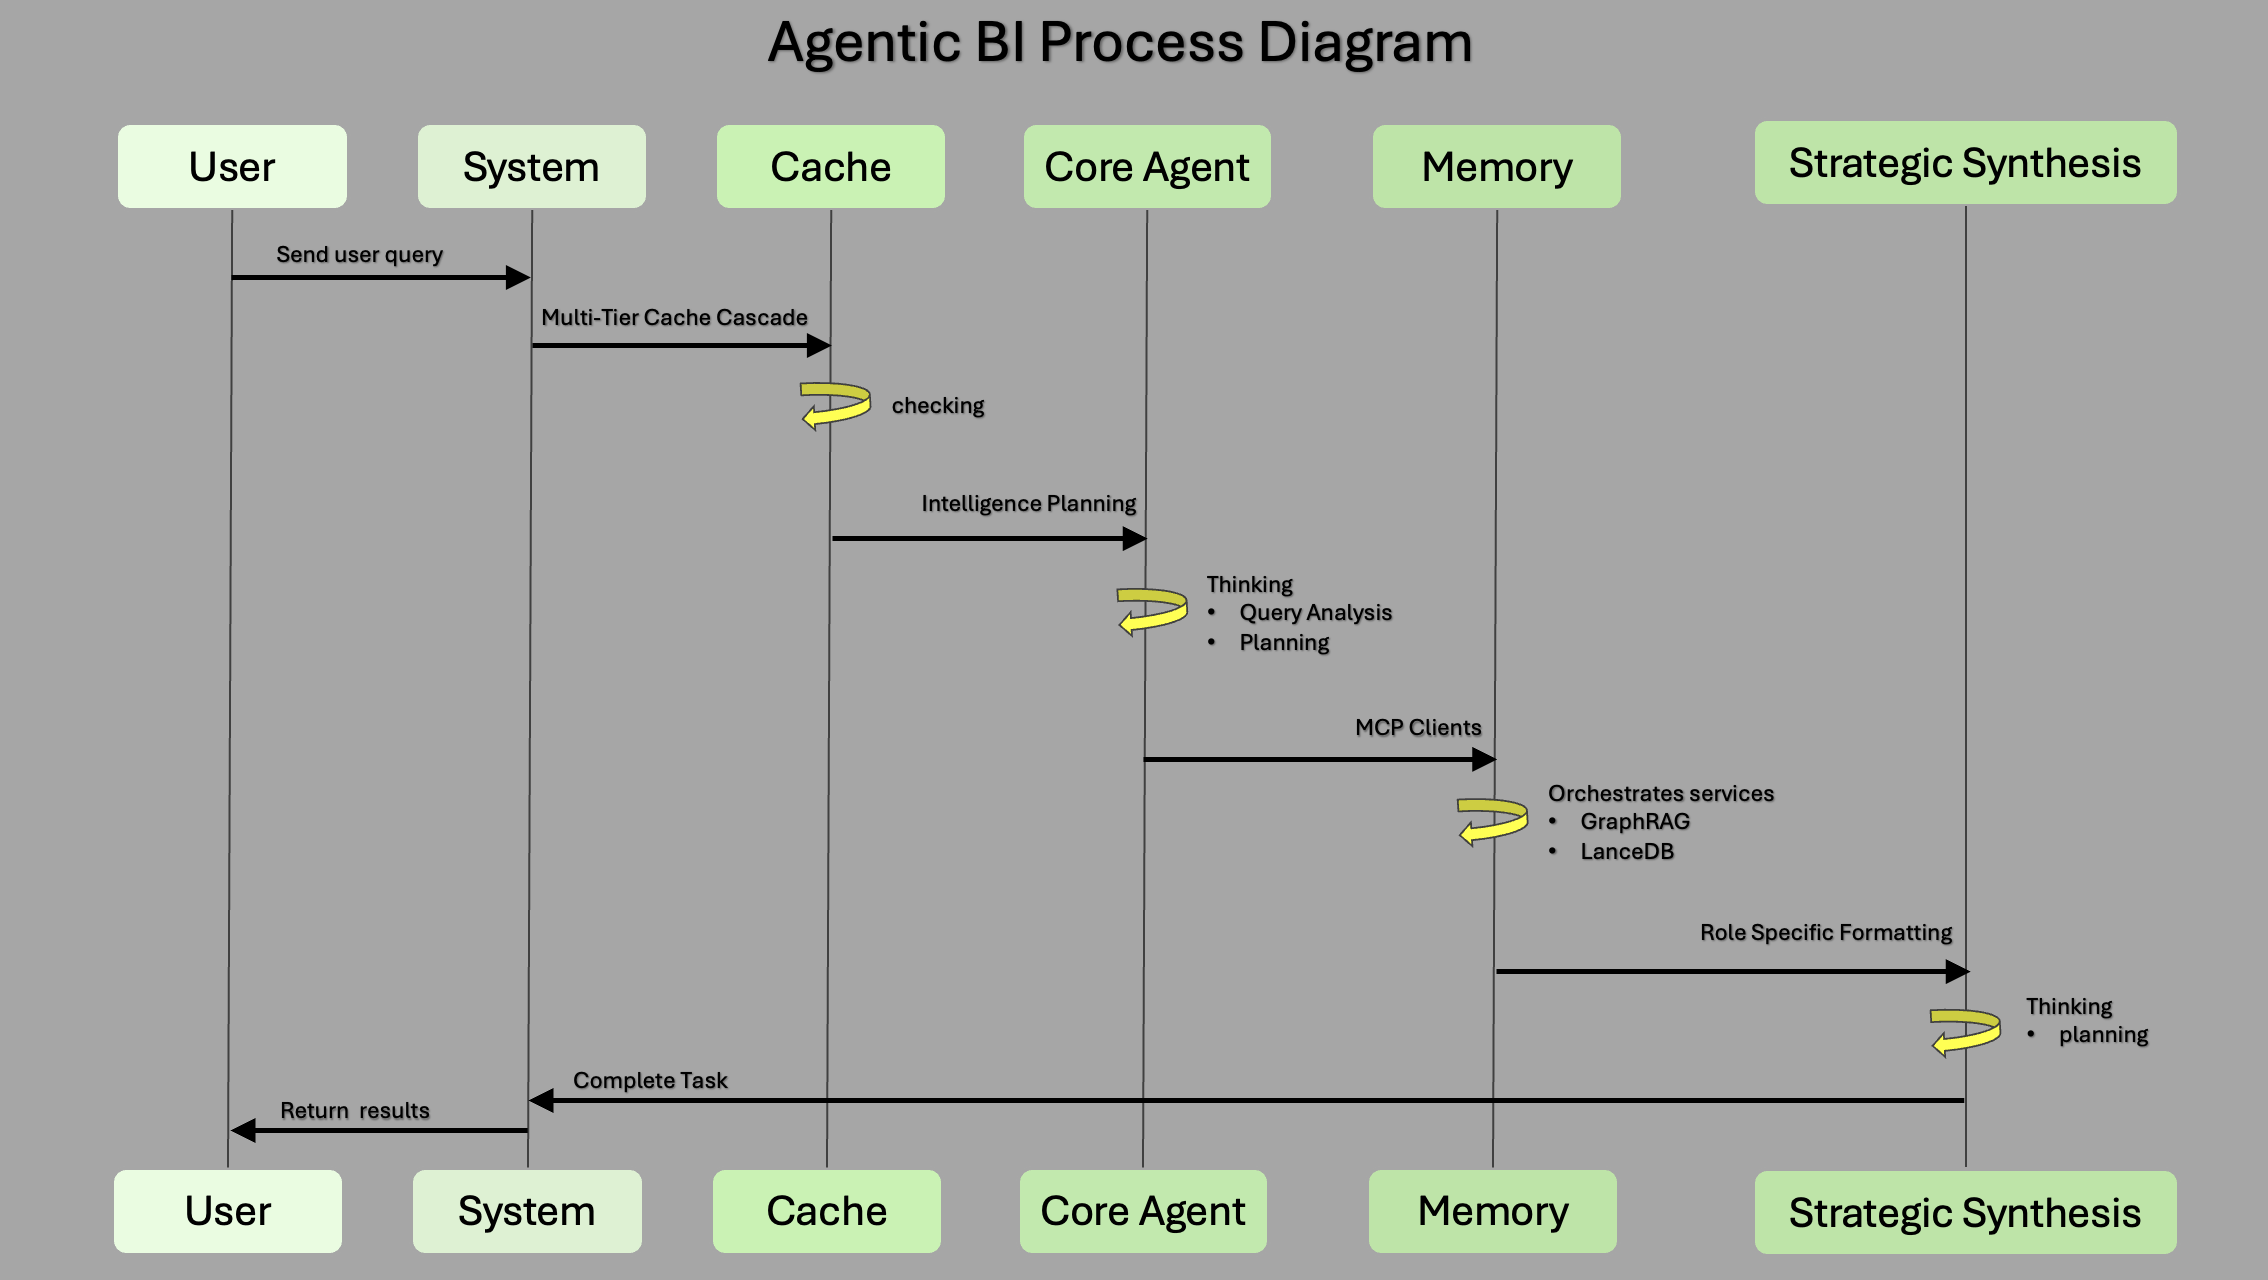 Agentic BI Process Diagram
User
System
Cache
Core Agent
Memory
Strategic Synthesis
Send user query
Multi-Tier Cache Cascade
checking
Intelligence Planning
Thinking
• Query Analysis
• Planning
MCP Clients
Orchestrates services
• GraphRAG
• LanceDB
Role Specific Formatting
Thinking
• planning
Complete Task
Return results
User
System
Cache
Core Agent
Memory
Strategic Synthesis